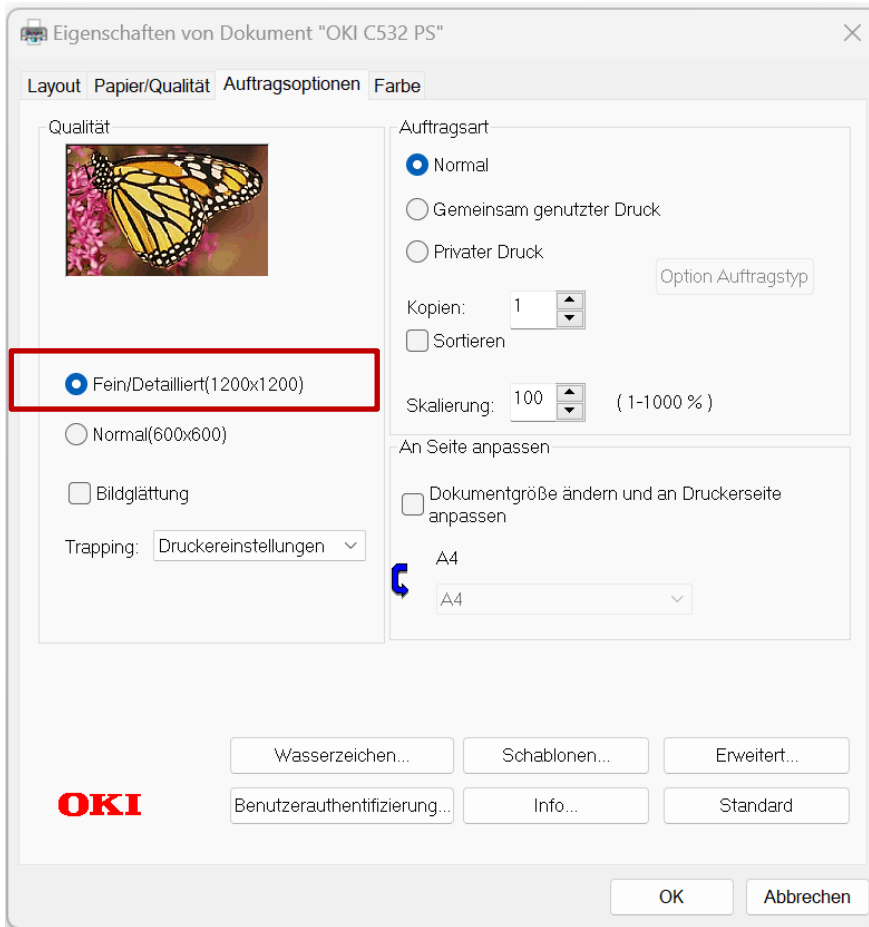 Eigenschaften von Dokument "OKI C532 PS"
Layout Papier/Qualität Auftragsoptionen Farbe
Qualität
Fein/Detailliert(1200x1200)
Normal(600x600)
Bildglättung
Trapping: Druckereinstellungen
Auftragsart
Normal
Gemeinsam genutzter Druck
Privater Druck
Option Auftragstyp
Kopien: 1
Sortieren
Skalierung: 100 ( 1-1000 % )
An Seite anpassen
Dokumentgröße ändern und an Druckerseite
anpassen
A4
A4
Wasserzeichen... Schablonen... Erweitert...
OKI Benutzerauthentifizierung... Info... Standard
OK Abbrechen